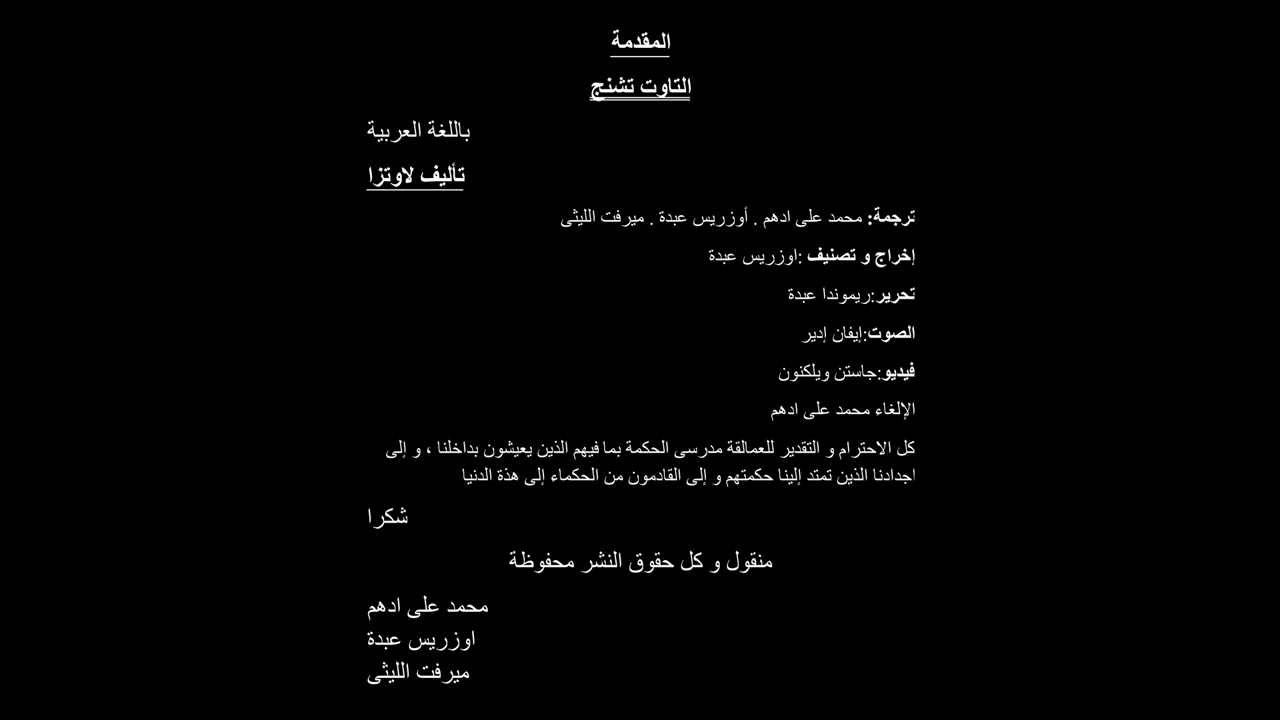 المقدمة
التاوت تشنج
باللغة العربية
تأليف لاوتزا
ترجمة: محمد على ادهم . أوزريس عبدة . ميرفت الليثى
إخراج و تصنيف :اوزريس عبدة
تحرير:ريموندا عبدة
الصوت:إيفان إدير
فيديو:جاستن ويلكنون
الإلغاء محمد على ادهم
كل الاحترام و التقدير للعمالقة مدرسى الحكمة بما فيهم الذين يعيشون بداخلنا ، و إلى
اجدادنا الذين تمتد إلينا حكمتهم و إلى القادمون من الحكماء إلى هذة الدنيا
شكرا
منقول و كل حقوق النشر محفوظة
محمد على ادهم
اوزريس عبدة
ميرفت الليثى